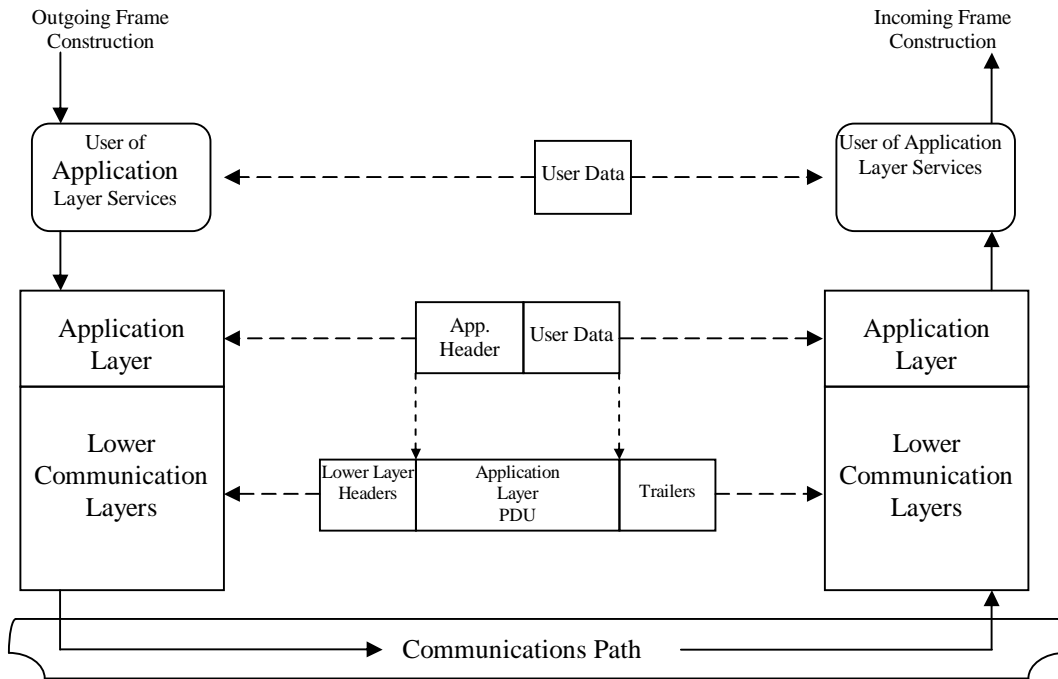 Outgoing Frame
Construction
Incoming Frame
Construction
User of
Application
Layer Services
User Data
User of Application
Layer Services
Application
Layer
App.
Header
User Data
Application
Layer
Lower
Communication
Layers
Lower Layer
Headers
Application
Layer
PDU
Trailers
Lower
Communication
Layers
Communications Path